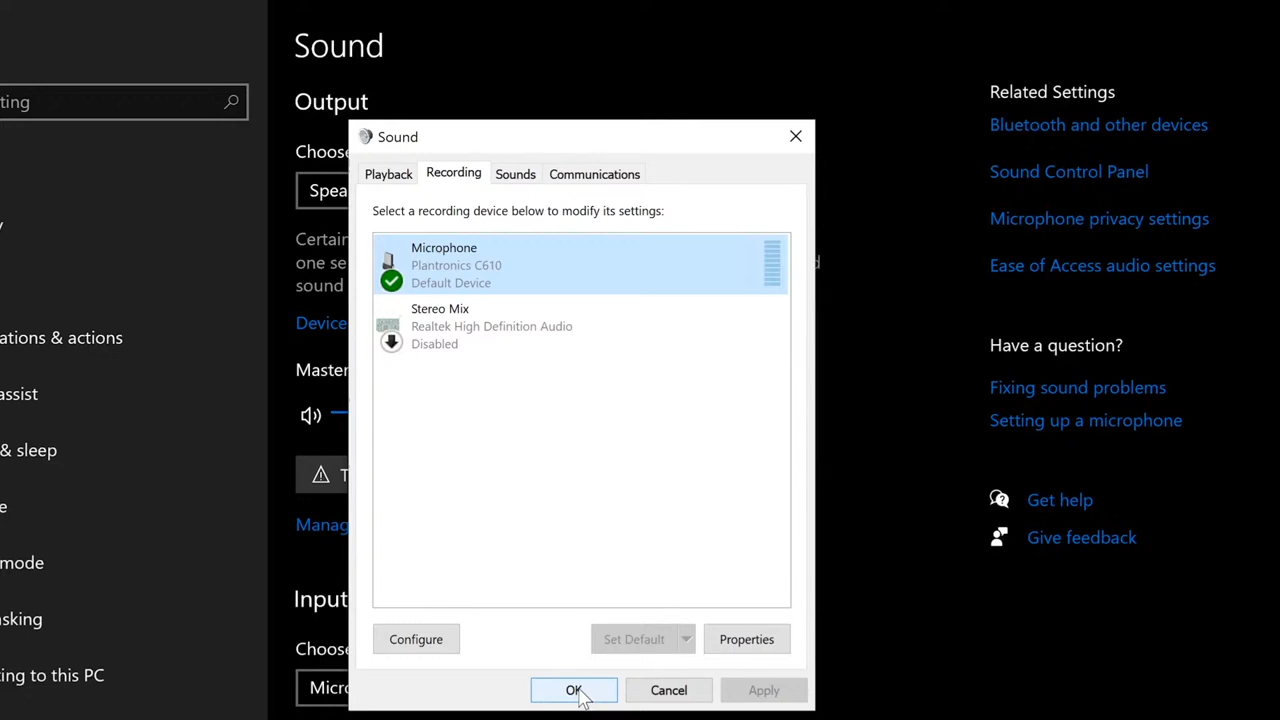 ting
ations & actions
assist
& sleep
e
mode
asking
ting to this PC
Sound
Output
Choose
Spea
Certain
one se
sound
Device
Master
T
Manag
Input
Choose
Micro
Sound
Playback
Recording
Sounds
Communications
Select a recording device below to modify its settings:
Microphone
Plantronics C610
Default Device
Stereo Mix
Realtek High Definition Audio
Disabled
Configure
Set Default
Properties
OK
Cancel
Apply
Related Settings
Bluetooth and other devices
Sound Control Panel
Microphone privacy settings
Ease of Access audio settings
Have a question?
Fixing sound problems
Setting up a microphone
Get help
Give feedback